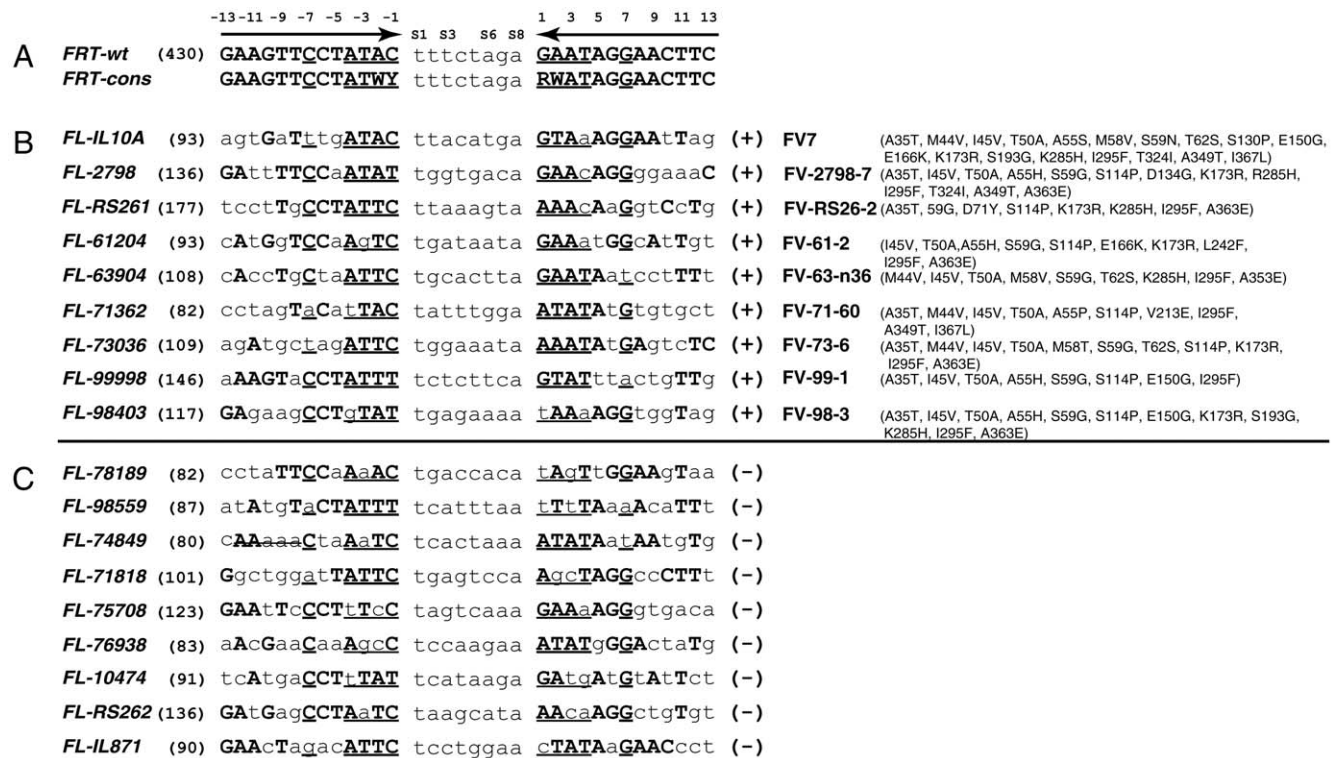 -13 -11 -9 -7 -5 -3 -1 1 3 5 7 9 11 13
S1 S3 S6 S8
A FRT-wt (430) GAAGTTCCTATAC tttctaga GAATAGGAACTTC
FRT-cons GAAGTTCCTATWY tttctaga RWATAGGAACTTC
B FL-IL10A (93) agtGaTttgATAC ttacatga GTAaAGGAAtTag (+) FV7 (A35T, M44V, I45V, T50A, A55S, M58V, S59N, T62S, S130P, E150G,
E166K, K173R, S193G, K285H, I295F, T324I, A349T, I367L)
FL-2798 (136) GAttTTCCaATAT tggtgaca GAAcAGGggaaaC (+) FV-2798-7 (A35T, I45V, T50A, A55H, S59G, S114P, D134G, K173R, R285H,
I295F, T324I, A349T, A363E)
FL-RS261 (177) tcctTgCCTATTC ttaaagta AAAcAaGgtCcTg (+) FV-RS26-2 (A35T, 59G, D71Y, S114P, K173R, K285H, I295F, A363E)
FL-61204 (93) cAtGgTCCAAgTC tgataata GAAatGGcAtTgt (+) FV-61-2 (I45V, T50A,A55H, S59G, S114P, E166K, K173R, L242F,
I295F, A363E)
FL-63904 (108) cAccTgCtaATTC tgcactta GAATAatcctTTt (+) FV-63-n36 (M44V, I45V, T50A, M58V, S59G, T62S, K285H, I295F, A353E)
FL-71362 (82) cctagTaCatTAC tatttgga ATATAtGtgtgct (+) FV-71-60 (A35T, M44V, I45V, T50A, A55P, S114P, V213E, I295F,
A349T, I367L)
FL-73036 (109) agAtgctagATTC tggaaata AAATAtGAgtcTC (+) FV-73-6 (A35T, M44V, I45V, T50A, M58T, S59G, T62S, S114P, K173R,
I295F, A363E)
FL-99998 (146) aAAGTaCCTATTT tctcttca GTATttactgTTg (+) FV-99-1 (A35T, I45V, T50A, A55H, S59G, S114P, E150G, I295F)
FL-98403 (117) GAgaagCCTgTAT tgagaaaa tAAaAGGtggTag (+) FV-98-3 (A35T, I45V, T50A, A55H, S59G, S114P, E150G, K173R, S193G,
K285H, I295F, A363E)
C FL-78189 (82) cctaTTCCaAaAC tgaccaca tAgTtGGAAgTaa (-)
FL-98559 (87) atAtgTaCTATTT tcatttaa tTtTAaaAcaTTt (-)
FL-74849 (80) cAAaaaCtaAaTC tcactaaa ATATAatAAtgTg (-)
FL-71818 (101) GgctggatTATTC tgagtcca AgcTAGGccCTTt (-)
FL-75708 (123) GAAtTcCCTtTcC tagtcaaa GAAaAGGgtgaca (-)
FL-76938 (83) aAcGaaCaaAgcC tccaagaa ATATgGGActaTg (-)
FL-10474 (91) tcAtgaCCTtTAT tcataaga GAtgAtGtAtTct (-)
FL-RS262 (136) GAtGagCCTAaTC taagcata AAcaAGGctgTgt (-)
FL-IL871 (90) GAAcTagacATTC tcctggaa cTATAaGAACcct (-)